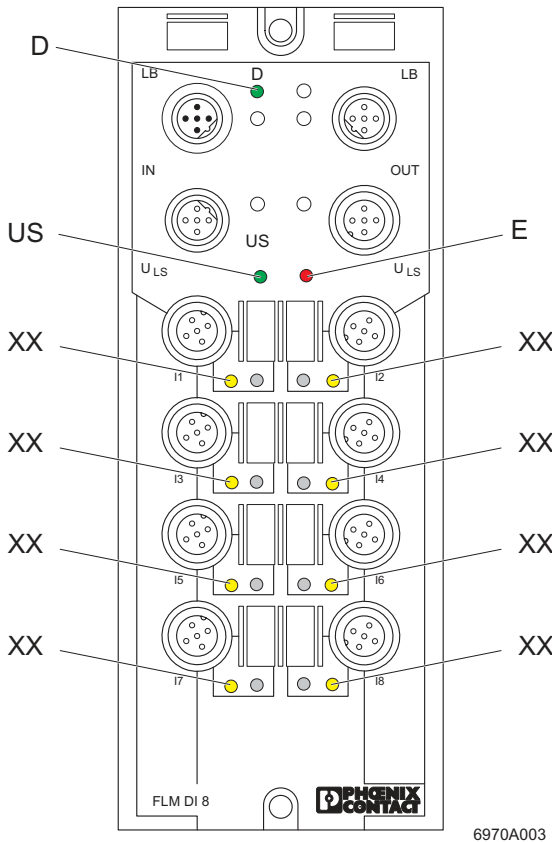 D
LB D LB
IN OUT
US
US
E
U LS U LS
XX XX
I1 I2
XX XX
I3 I4
XX XX
I5 I6
XX XX
I7 I8
FLM DI 8
PHŒNIX
CONTACT
6970A003